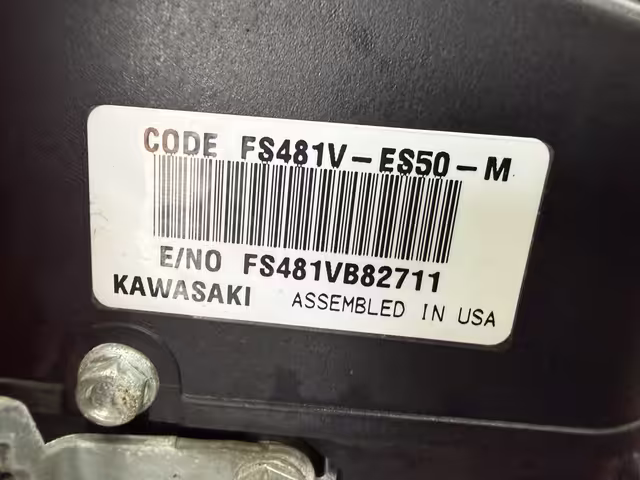 CODE FS481V-ES50-M
E/NO FS481VB82711
KAWASAKI ASSEMBLED IN USA